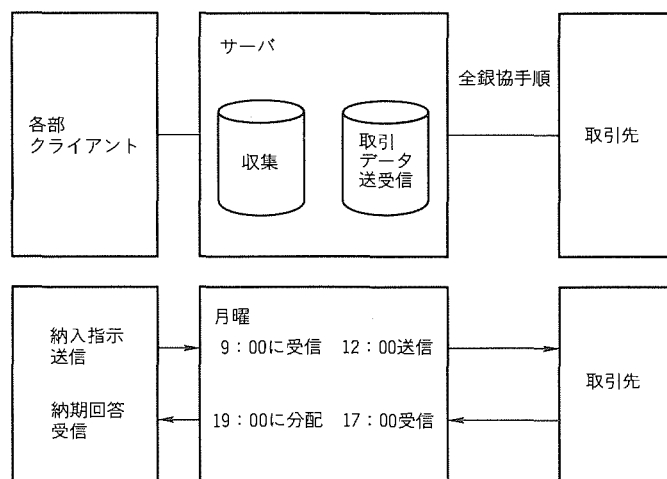 各部
クライアント
サーバ
収集
取引
データ
送受信
全銀協手順
取引先
納入指示
送信
納期回答
受信
月曜
9：00に受信 12：00送信
19：00に分配 17：00受信
取引先